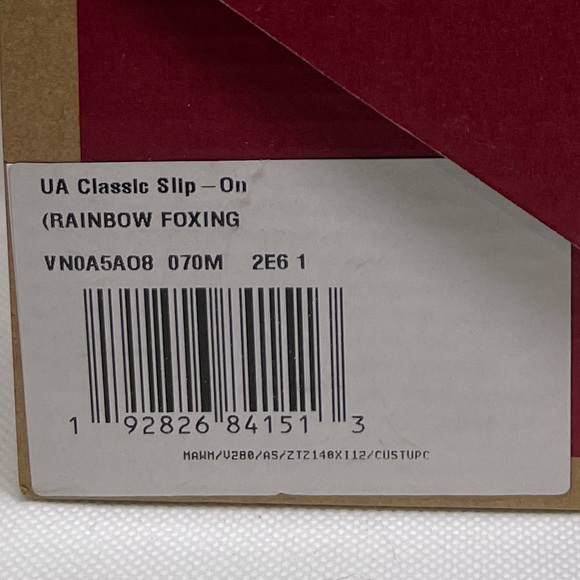 UA Classic Slip-On
(RAINBOW FOXING
VN0A5AO8 070M 2E6 1
1 92826 84151 3
MAWM/V280/AS/ZTZ140XI12/CUSTUPC